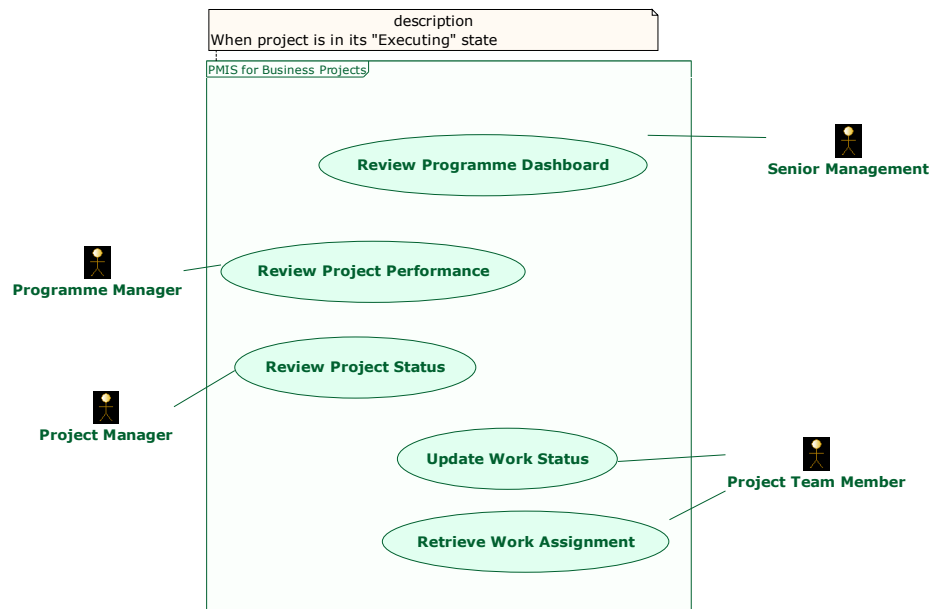 description
When project is in its "Executing" state
PMIS for Business Projects
Review Programme Dashboard
Senior Management
Review Project Performance
Programme Manager
Review Project Status
Project Manager
Update Work Status
Project Team Member
Retrieve Work Assignment